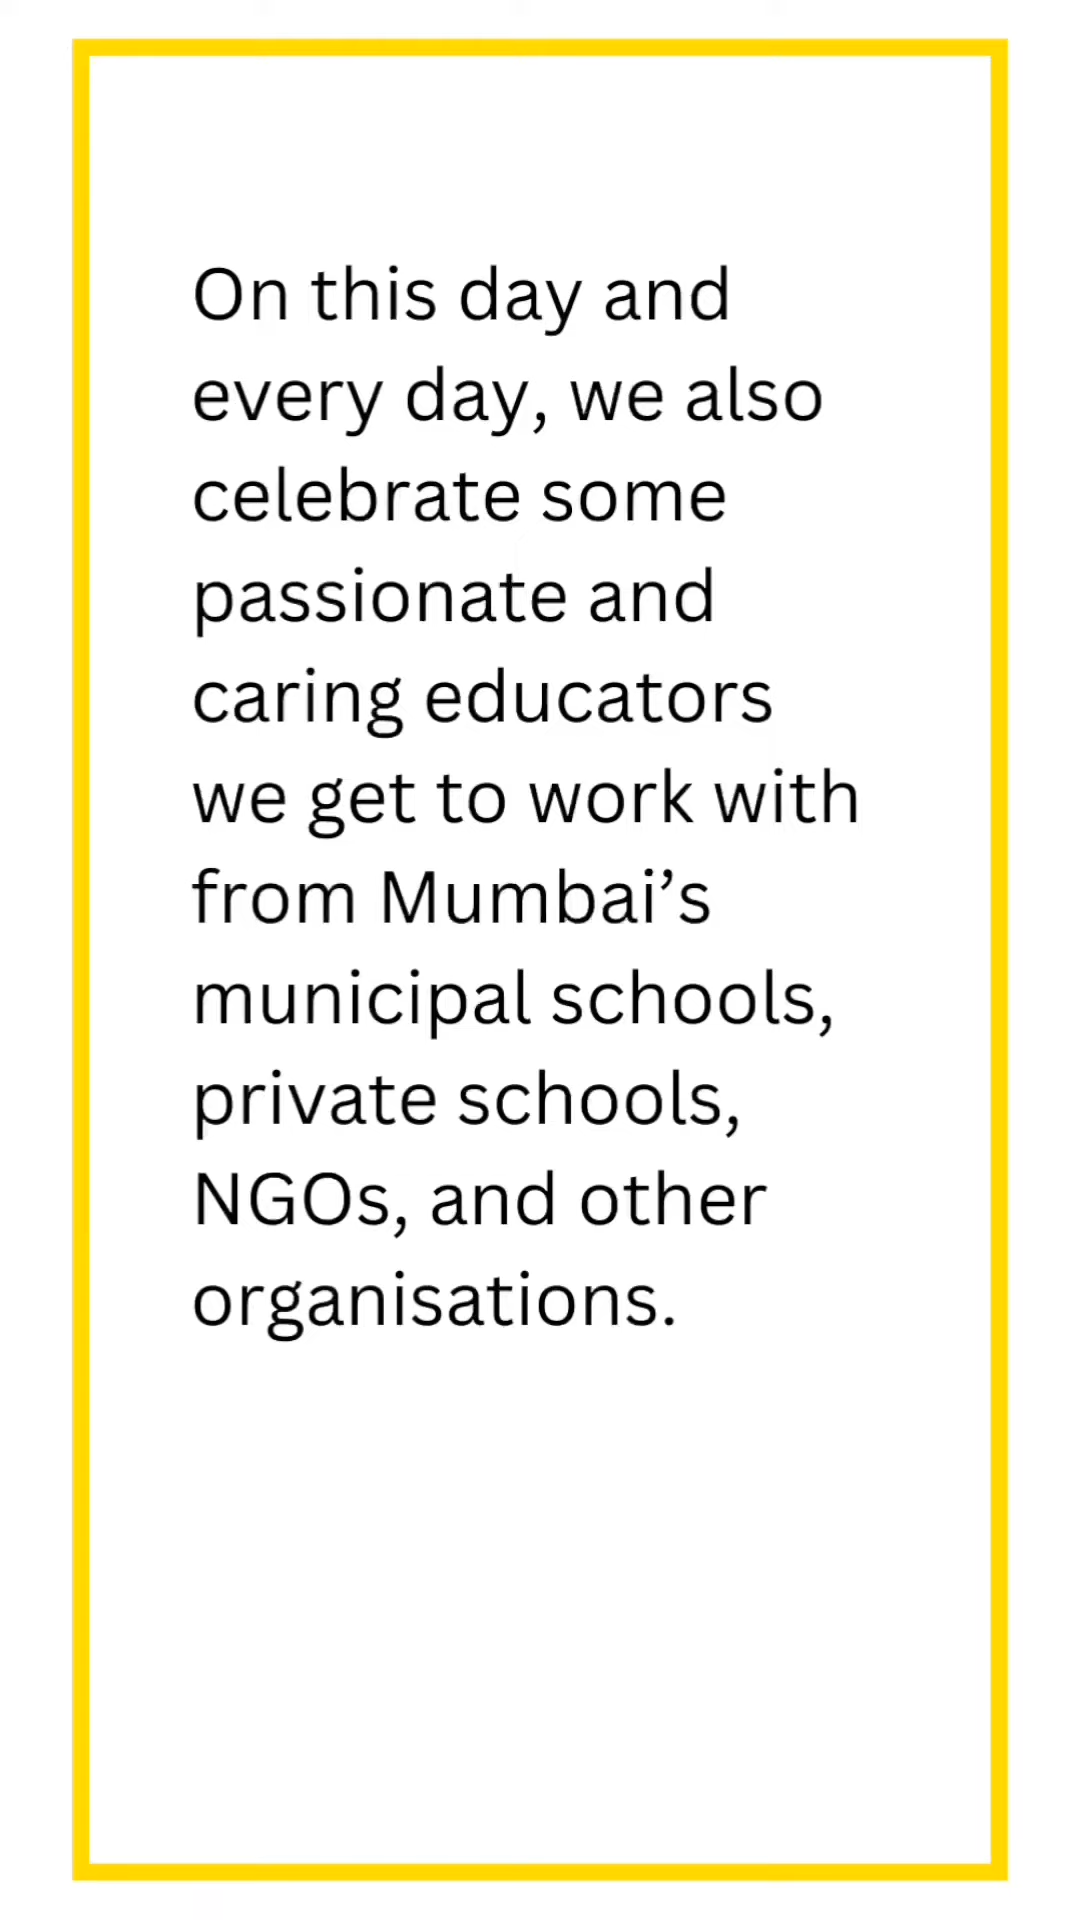 On this day and
every day, we also
celebrate some
passionate and
caring educators
we get to work with
from Mumbai’s
municipal schools,
private schools,
NGOs, and other
organisations.